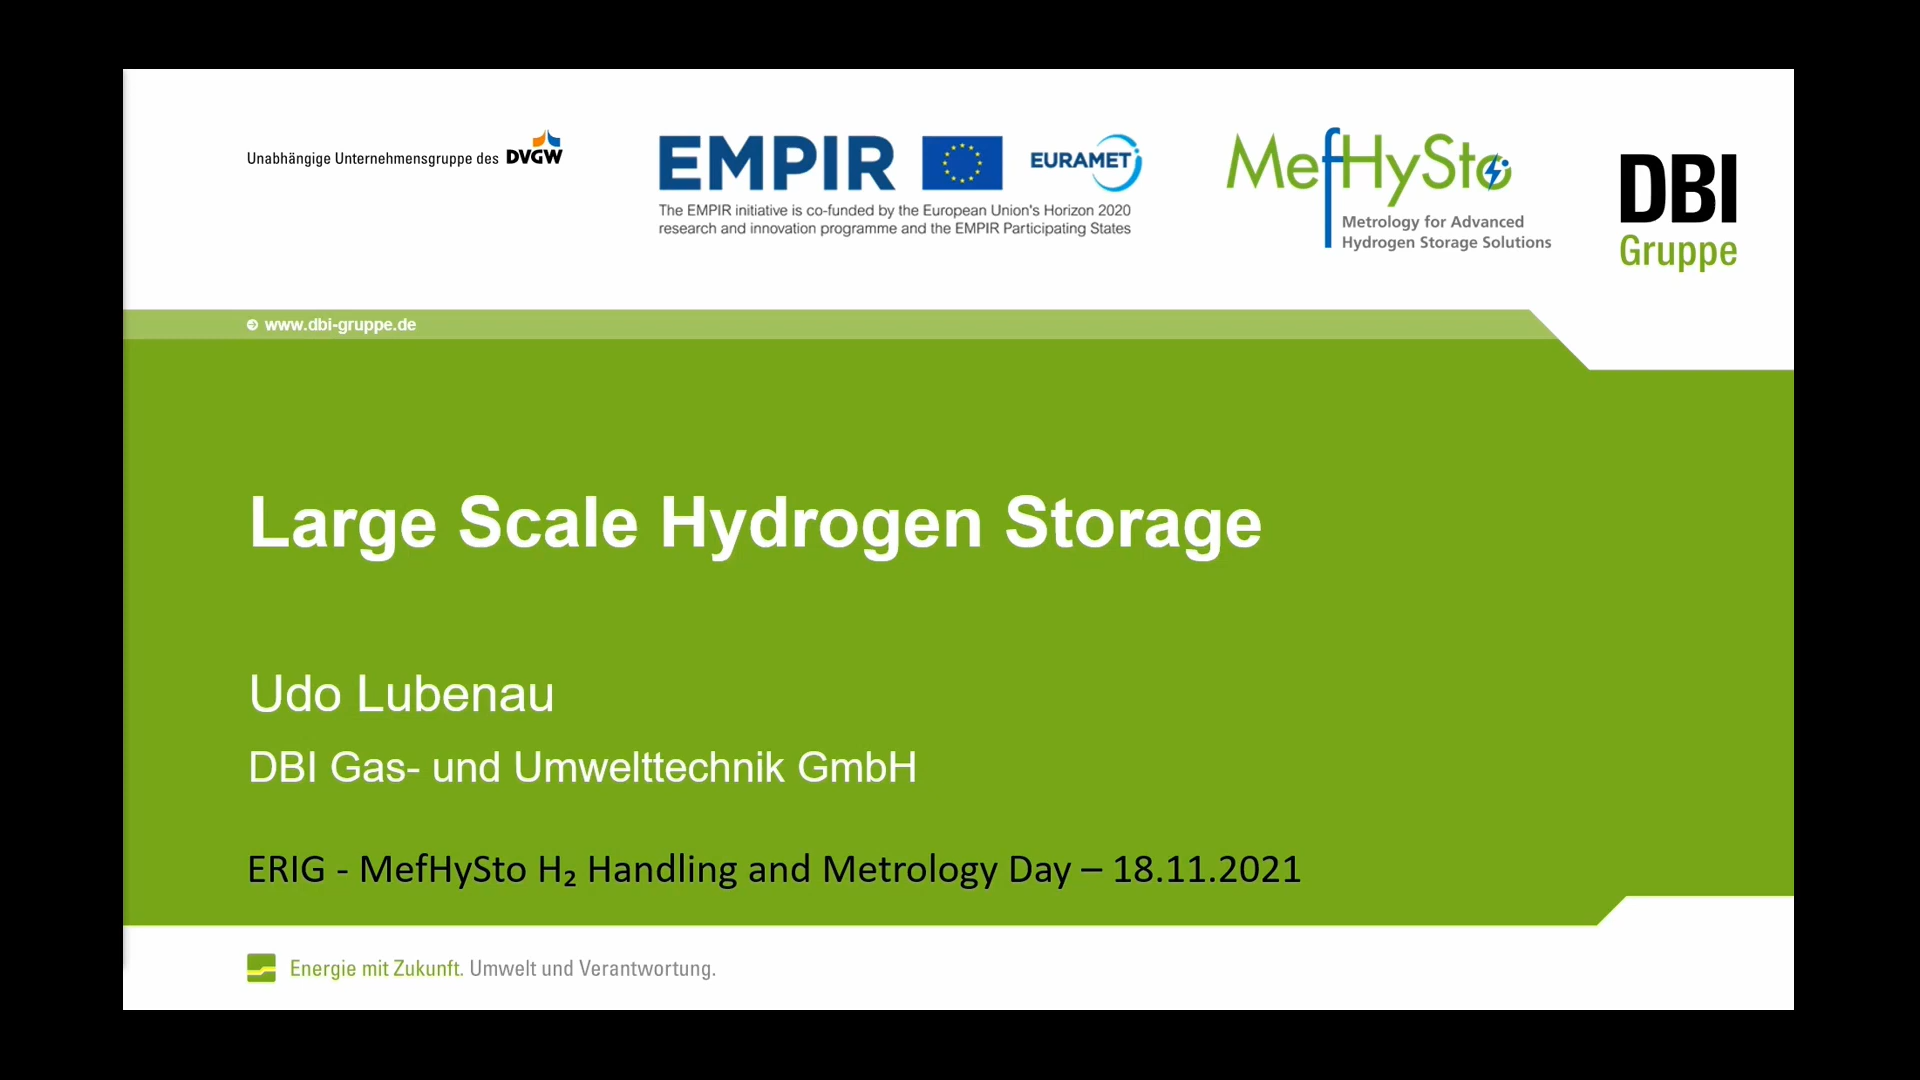 Unabhängige Unternehmensgruppe des DVGW
EMPIR
EURAMET
The EMPIR initiative is co-funded by the European Union's Horizon 2020
research and innovation programme and the EMPIR Participating States
MefHySto
Metrology for Advanced
Hydrogen Storage Solutions
DBI
Gruppe
www.dbi-gruppe.de
Large Scale Hydrogen Storage
Udo Lubenau
DBI Gas- und Umwelttechnik GmbH
ERIG - MefHySto H₂ Handling and Metrology Day – 18.11.2021
Energie mit Zukunft. Umwelt und Verantwortung.